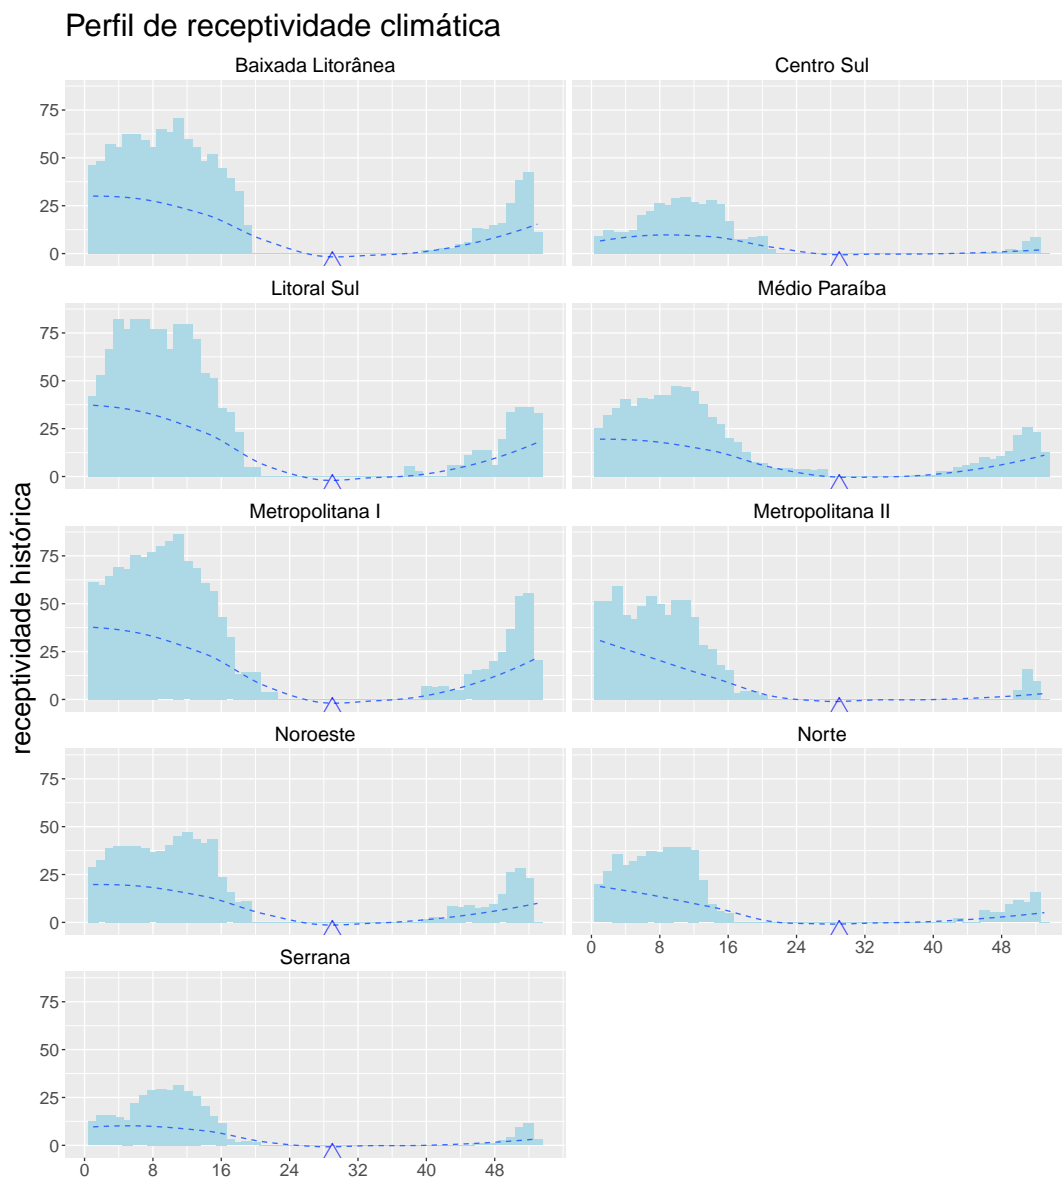 Perfil de receptividade climática
Baixada Litorânea
Centro Sul
75
50
25
0
Litoral Sul
Médio Paraíba
75
50
25
0
receptividade histórica
Metropolitana I
Metropolitana II
75
50
25
0
Noroeste
Norte
75
50
25
0
0 8 16 24 32 40 48
Serrana
75
50
25
0
0 8 16 24 32 40 48